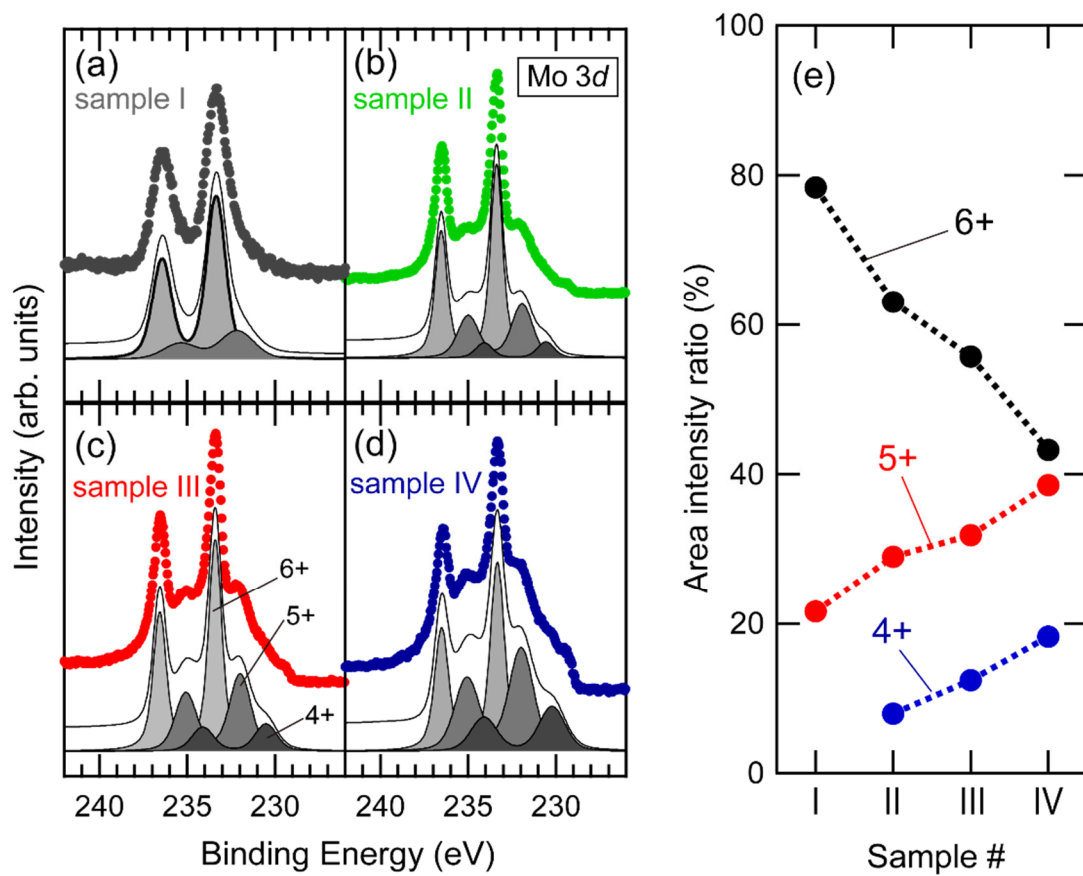 (a)
sample I
(b)
Mo 3d
sample II
(c)
sample III
6+
5+
4+
(d)
sample IV
240 235 230 240 235 230
Binding Energy (eV)
Intensity (arb. units)
(e)
100
80
60
40
20
0
6+
5+
4+
I II III IV
Sample #
Area intensity ratio (%)